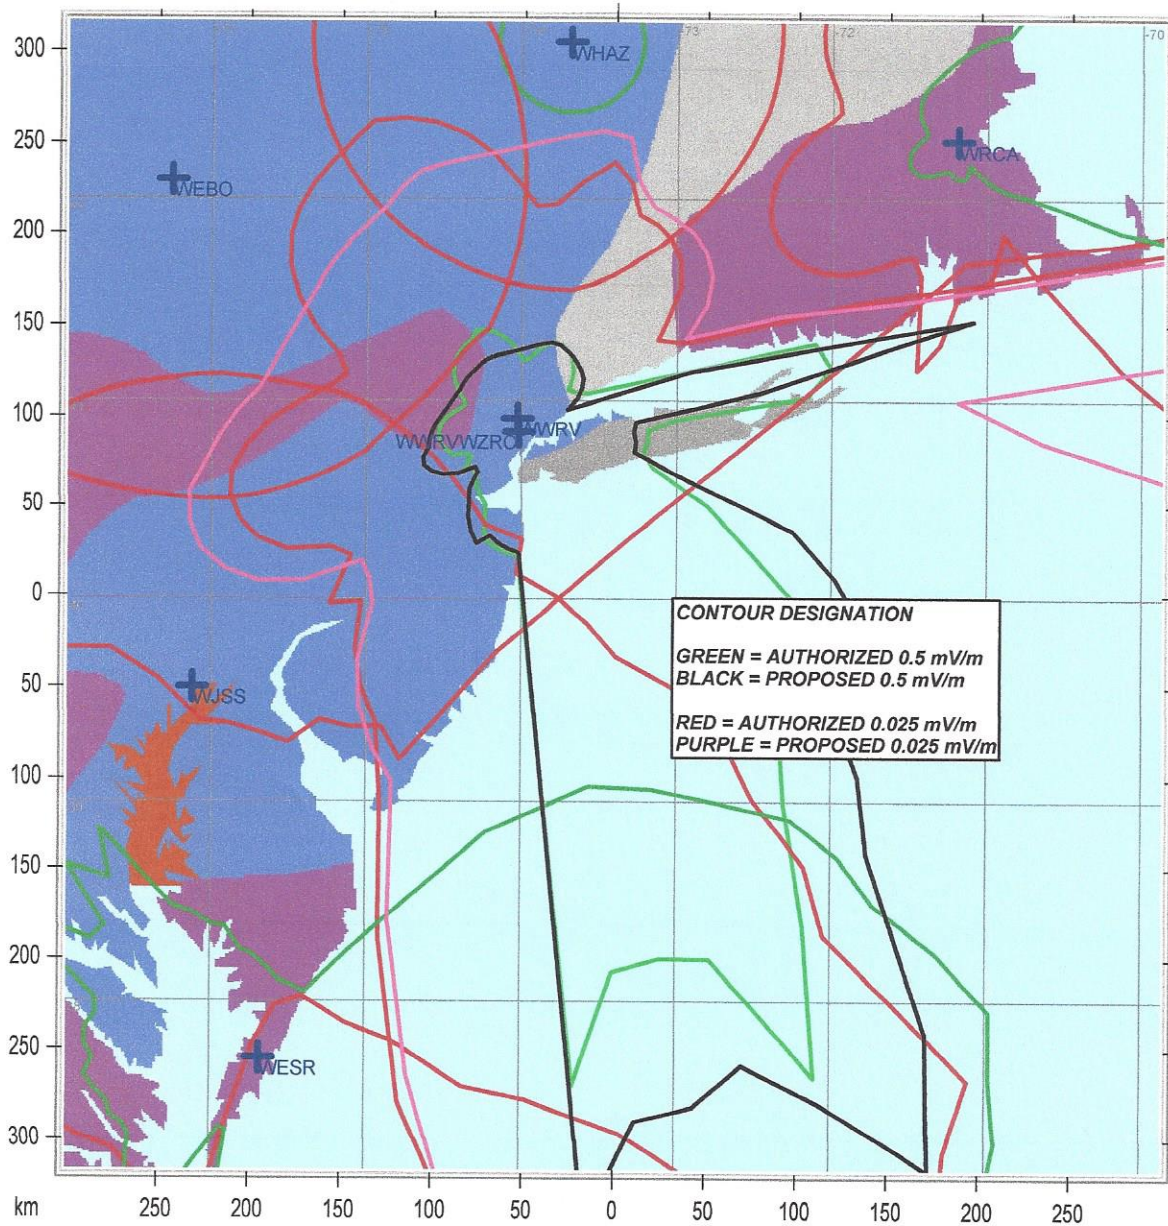 -73
-72
-70
300
WHAZ
250
WRCA
WEBO
200
150
100
WWRV
WWRVWZRC
50
0
CONTOUR DESIGNATION
GREEN = AUTHORIZED 0.5 mV/m
BLACK = PROPOSED 0.5 mV/m
RED = AUTHORIZED 0.025 mV/m
PURPLE = PROPOSED 0.025 mV/m
50
WJSS
100
150
200
250
WESR
300
km
250
200
150
100
50
0
50
100
150
200
250